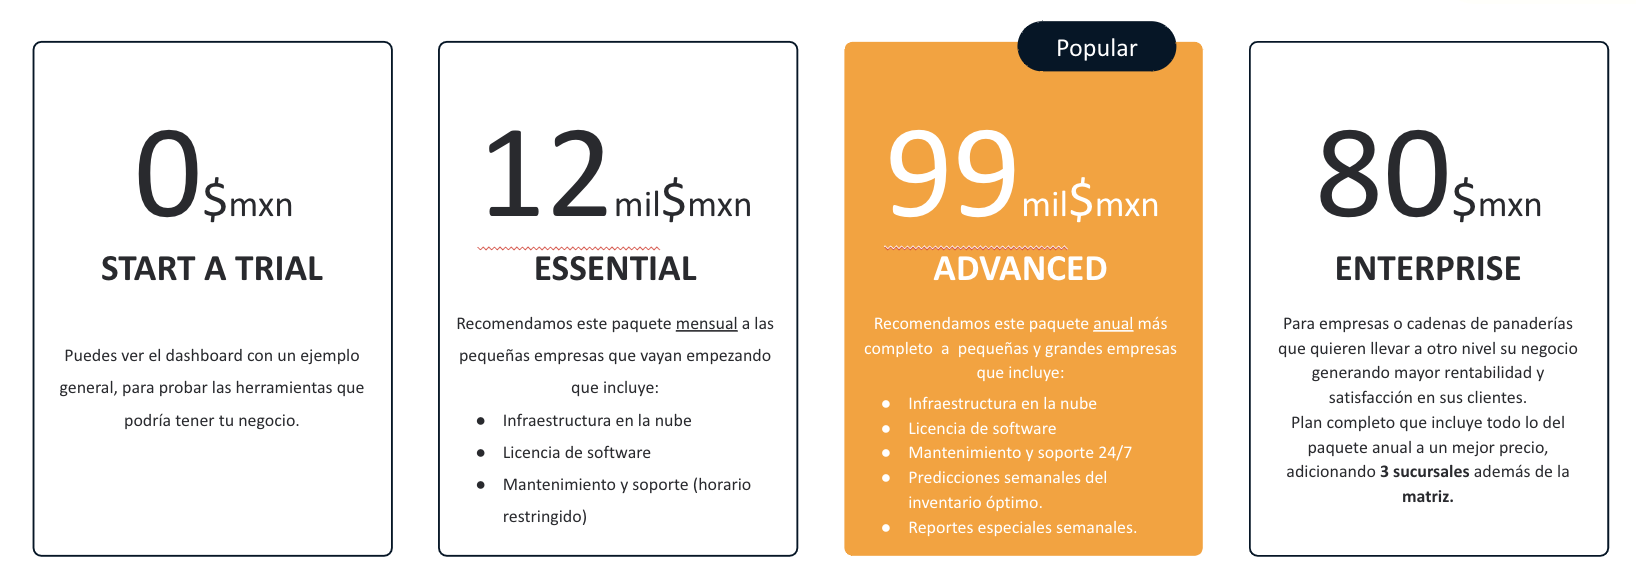 Popular
0$mxn
START A TRIAL
Puedes ver el dashboard con un ejemplo
general, para probar las herramientas que
podría tener tu negocio.
12mil$mxn
ESSENTIAL
Recomendamos este paquete mensual a las
pequeñas empresas que vayan empezando
que incluye:
● Infraestructura en la nube
● Licencia de software
● Mantenimiento y soporte (horario
restringido)
99mil$mxn
ADVANCED
Recomendamos este paquete anual más
completo a pequeñas y grandes empresas
que incluye:
● Infraestructura en la nube
● Licencia de software
● Mantenimiento y soporte 24/7
● Predicciones semanales del
inventario óptimo.
● Reportes especiales semanales.
80$mxn
ENTERPRISE
Para empresas o cadenas de panaderías
que quieren llevar a otro nivel su negocio
generando mayor rentabilidad y
satisfacción en sus clientes.
Plan completo que incluye todo lo del
paquete anual a un mejor precio,
adicionando 3 sucursales además de la
matriz.